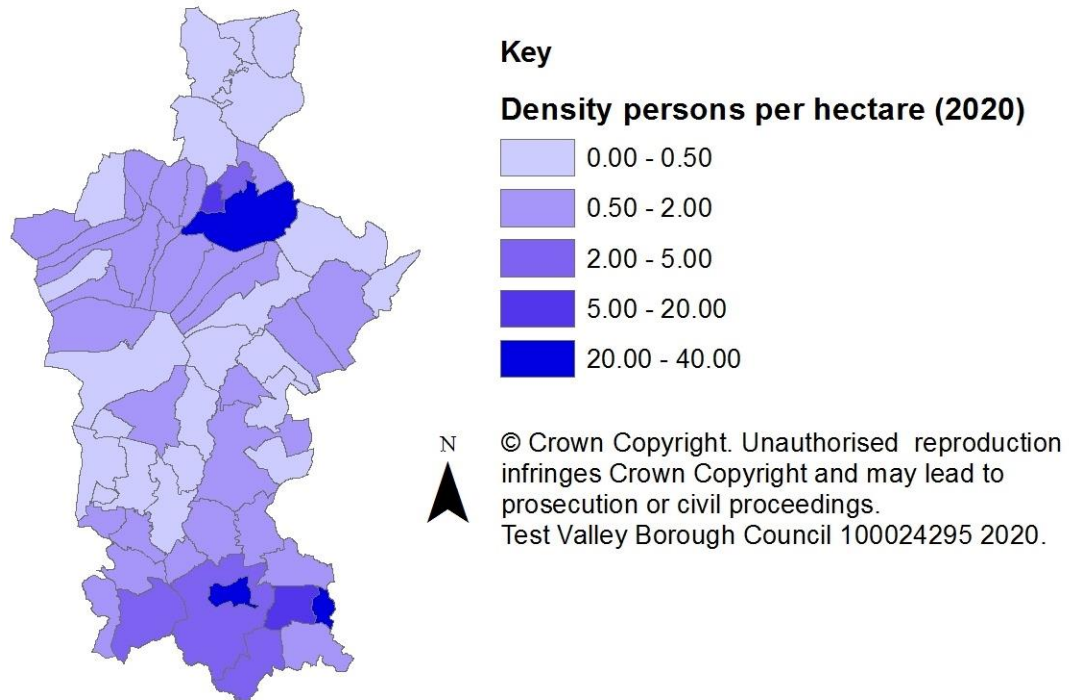 Key
Density persons per hectare (2020)
0.00 - 0.50
0.50 - 2.00
2.00 - 5.00
5.00 - 20.00
20.00 - 40.00
N
© Crown Copyright. Unauthorised reproduction
infringes Crown Copyright and may lead to
prosecution or civil proceedings.
Test Valley Borough Council 100024295 2020.